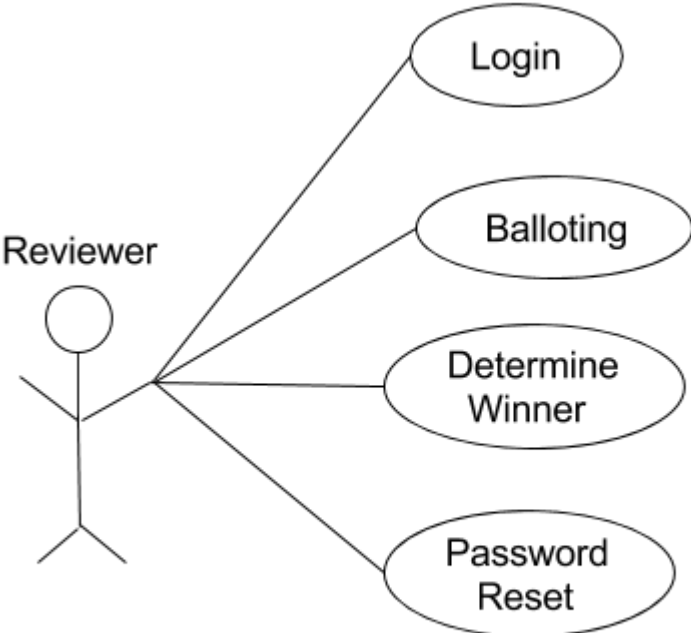 Login
Balloting
Reviewer
Determine
Winner
Password
Reset